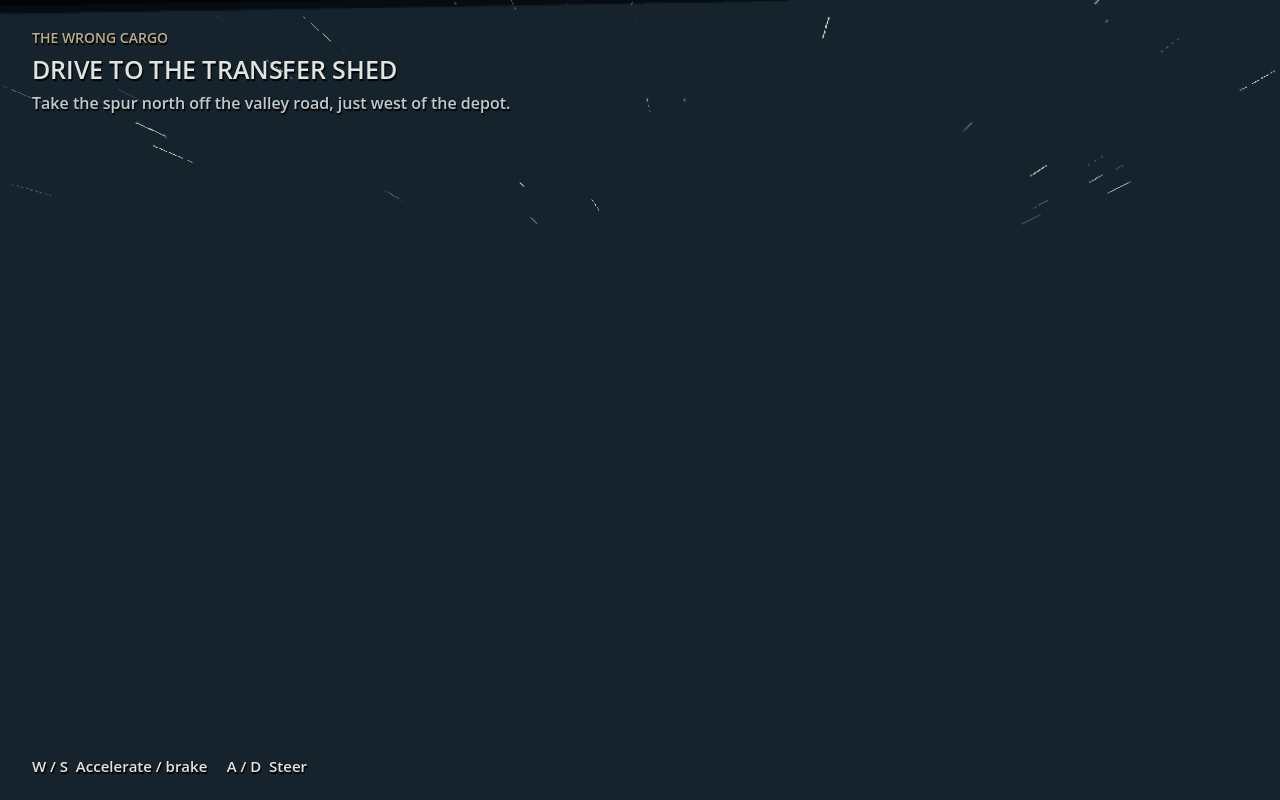 THE WRONG CARGO
DRIVE TO THE TRANSFER SHED
Take the spur north off the valley road, just west of the depot.
W / S  Accelerate / brake     A / D  Steer